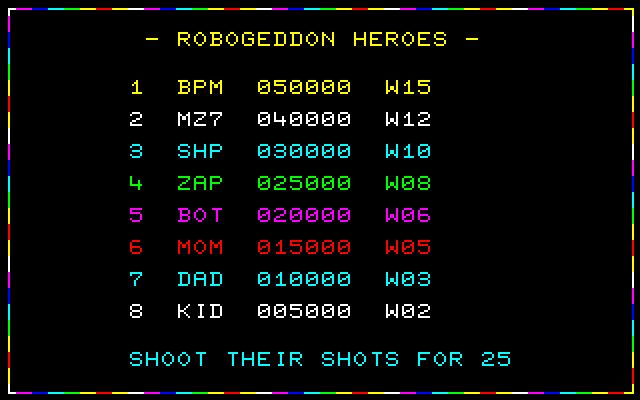 - ROBOGEDDON HEROES -
1 BPM 050000 W15
2 MZ7 040000 W12
3 SHP 030000 W10
4 ZAP 025000 W08
5 BOT 020000 W06
6 MOM 015000 W05
7 DAD 010000 W03
8 KID 005000 W02
SHOOT THEIR SHOTS FOR 25